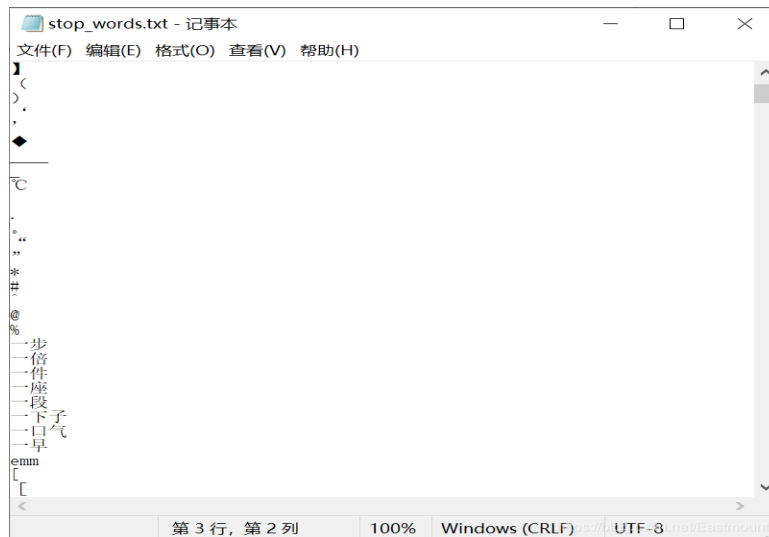 stop_words.txt - 记事本
文件(F) 编辑(E) 格式(O) 查看(V) 帮助(H)
】
（
）
·
，
◆
——
℃
.
°
“
”
*
#
@
%
一步
一倍
一件
一座
一段
一下子
一口气
一早
emm
[
[
第 3 行，第 2 列 100% Windows (CRLF) UTF-8